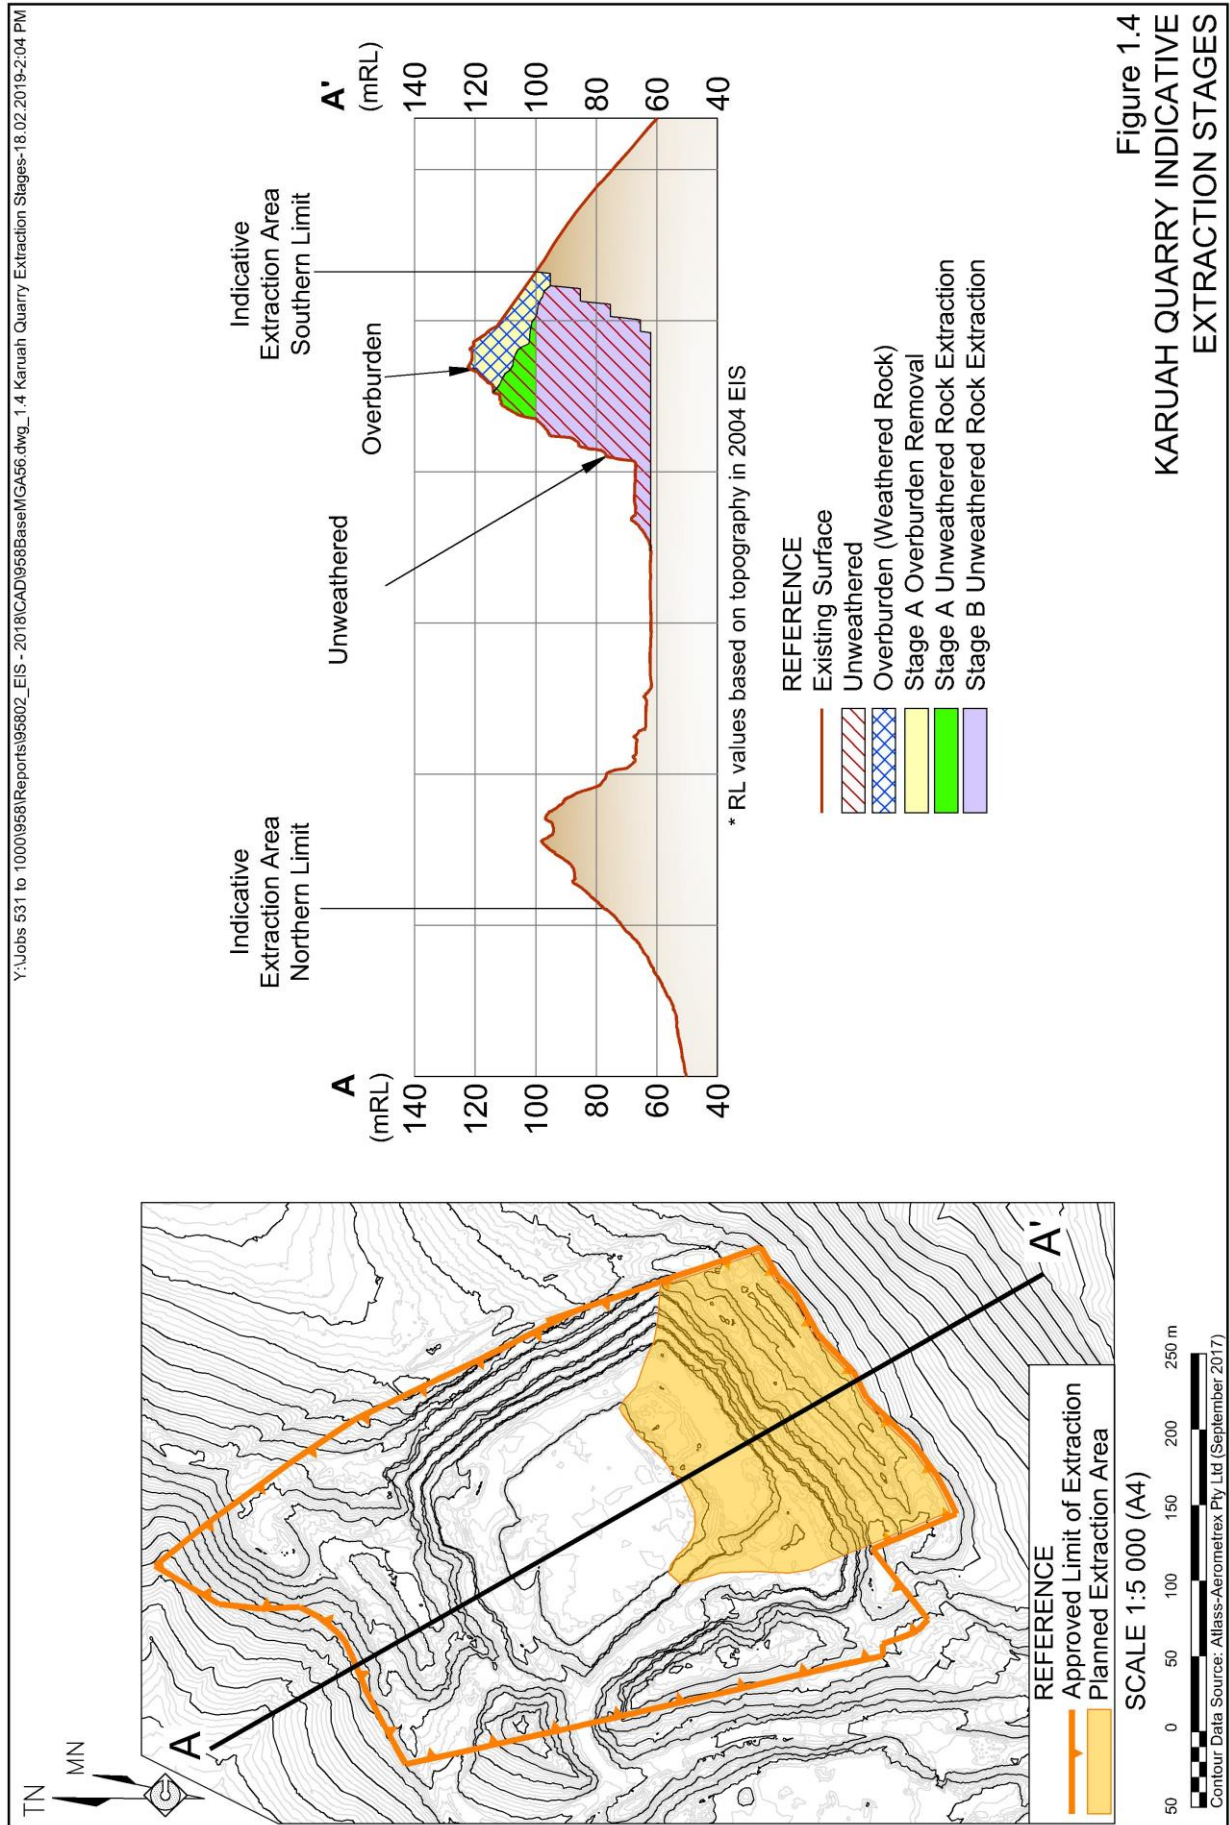 Y:\Jobs 531 to 1000\958\Reports\95802_EIS - 2018\CAD\958BaseMGA56.dwg_1.4 Karuah Quarry Extraction Stages-18.02.2019-2:04 PM
TN
MN
A
A'
REFERENCE
Approved Limit of Extraction
Planned Extraction Area
SCALE 1:5 000 (A4)
50 0 50 100 150 200 250 m
Contour Data Source: Atlass-Aerometrex Pty Ltd (September 2017)
A
(mRL)
140
120
100
80
60
40
Indicative
Extraction Area
Northern Limit
Unweathered
Overburden
Indicative
Extraction Area
Southern Limit
A'
(mRL)
140
120
100
80
60
40
* RL values based on topography in 2004 EIS
REFERENCE
Existing Surface
Unweathered
Overburden (Weathered Rock)
Stage A Overburden Removal
Stage A Unweathered Rock Extraction
Stage B Unweathered Rock Extraction
Figure 1.4
KARUAH QUARRY INDICATIVE
EXTRACTION STAGES